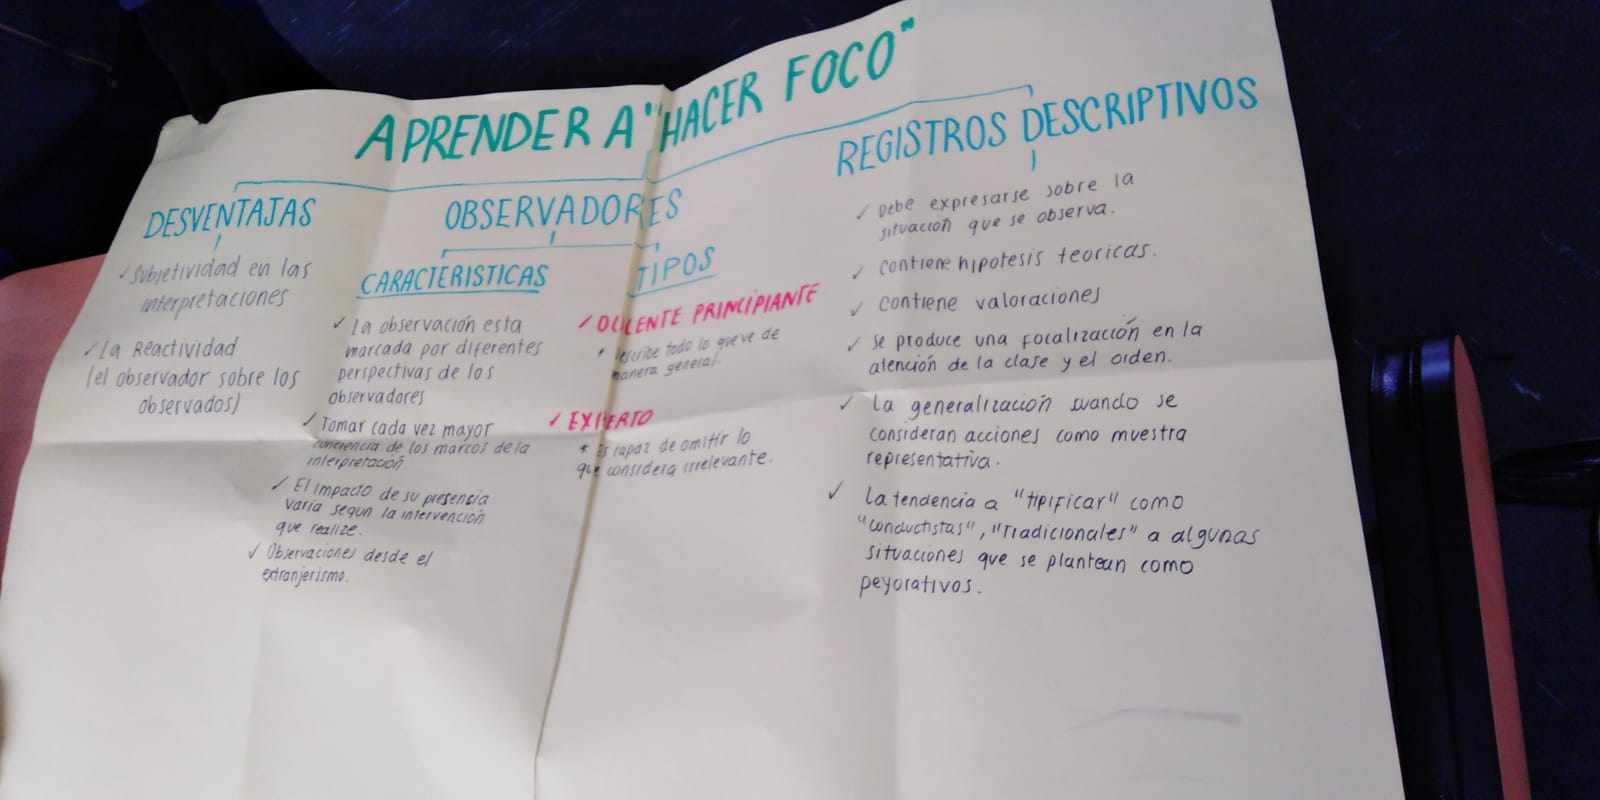 APRENDER A "HACER FOCO"
DESVENTAJAS
✓ Subjetividad en las
interpretaciones
✓ La Reactividad
(el observador sobre los
observados)
OBSERVADORES
CARACTERISTICAS
✓ La observación esta
marcada por diferentes
perspectivas de los
observadores
✓ Tomar cada vez mayor
conciencia de los marcos de la
interpretación.
✓ El impacto de su presencia
varia segun la intervención
que realize.
✓ Observaciones desde el
extranjerismo.
TIPOS
✓ DOCENTE PRINCIPIANTE
* Describe todo lo que ve de
manera general.
✓ EXPERTO
* Es capaz de omitir lo
que considera irrelevante.
REGISTROS DESCRIPTIVOS
✓ Debe expresarse sobre la
situación que se observa.
✓ contiene hipotesis teoricas.
✓ contiene valoraciones
✓ se produce una focalización en la
atención de la clase y el orden.
✓ La generalización cuando se
consideran acciones como muestra
representativa.
✓ La tendencia a "tipificar" como
"conductistas", "Tradicionales" a algunas
situaciones que se plantean como
peyorativos.